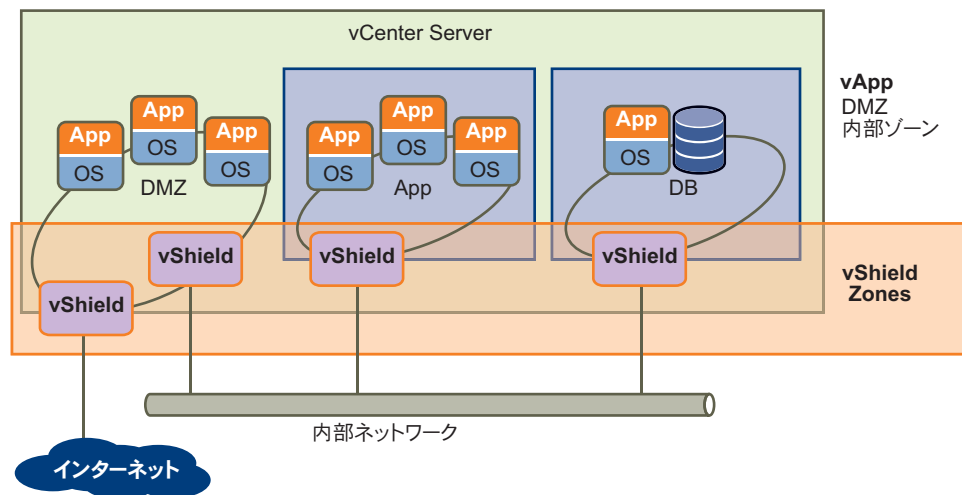 vCenter Server
vApp
DMZ
内部ゾーン
App
OS
App
OS
App
OS
DMZ
App
OS
App
OS
App
OS
App
App
OS
DB
vShield
vShield
vShield
vShield
vShield
Zones
内部ネットワーク
インターネット